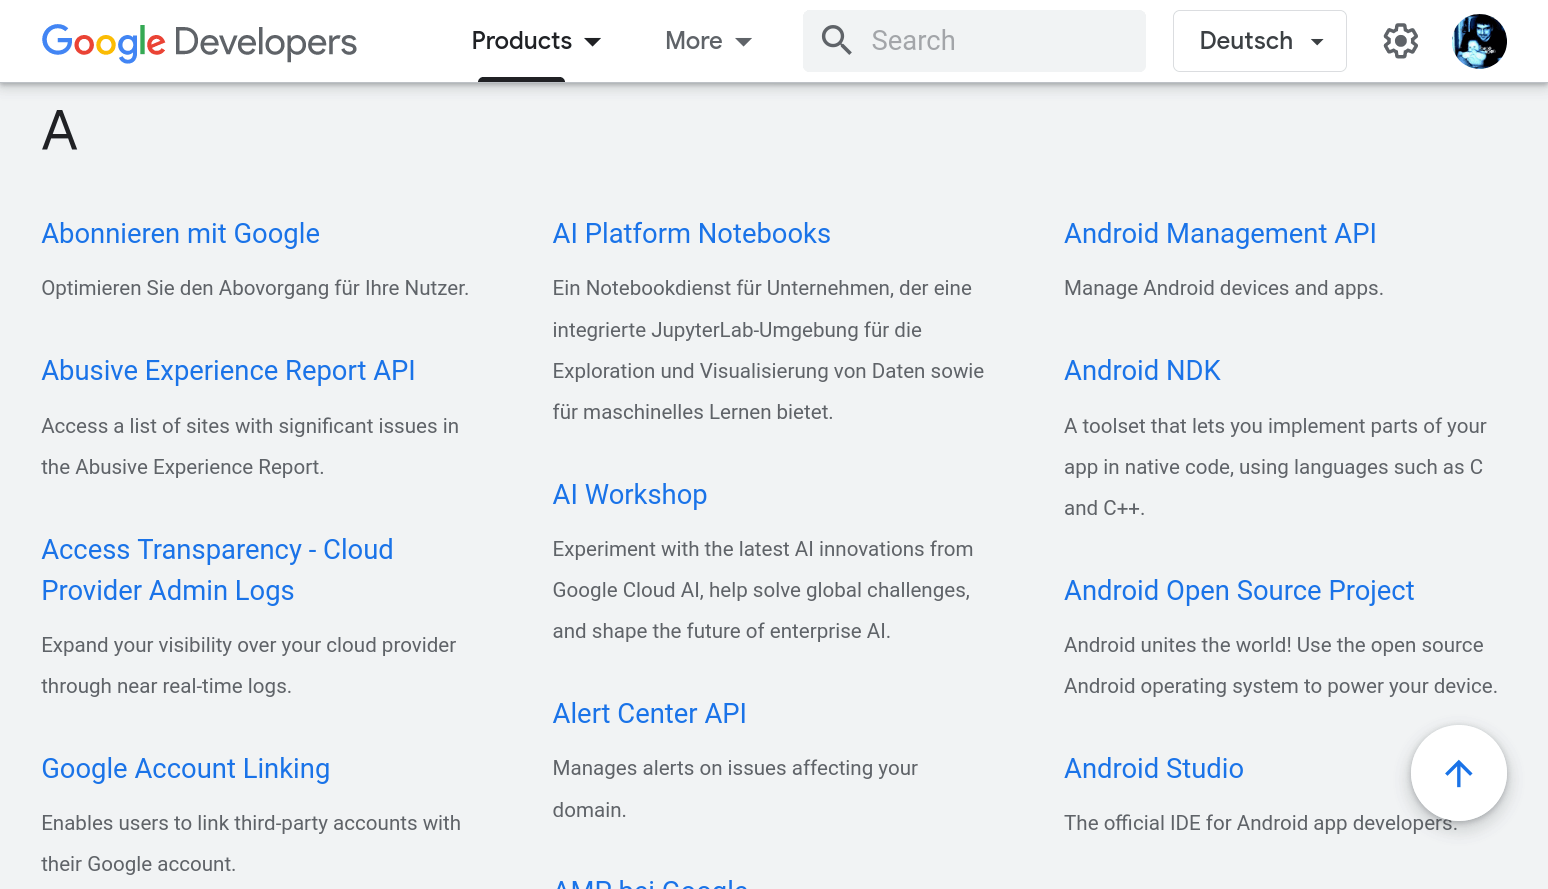 Google Developers
Products
More
Search
Deutsch
A
Abonnieren mit Google
Optimieren Sie den Abovorgang für Ihre Nutzer.
Abusive Experience Report API
Access a list of sites with significant issues in
the Abusive Experience Report.
Access Transparency - Cloud
Provider Admin Logs
Expand your visibility over your cloud provider
through near real-time logs.
Google Account Linking
Enables users to link third-party accounts with
their Google account.
AI Platform Notebooks
Ein Notebookdienst für Unternehmen, der eine
integrierte JupyterLab-Umgebung für die
Exploration und Visualisierung von Daten sowie
für maschinelles Lernen bietet.
AI Workshop
Experiment with the latest AI innovations from
Google Cloud AI, help solve global challenges,
and shape the future of enterprise AI.
Alert Center API
Manages alerts on issues affecting your
domain.
AMP bei Google
Android Management API
Manage Android devices and apps.
Android NDK
A toolset that lets you implement parts of your
app in native code, using languages such as C
and C++.
Android Open Source Project
Android unites the world! Use the open source
Android operating system to power your device.
Android Studio
The official IDE for Android app developers.